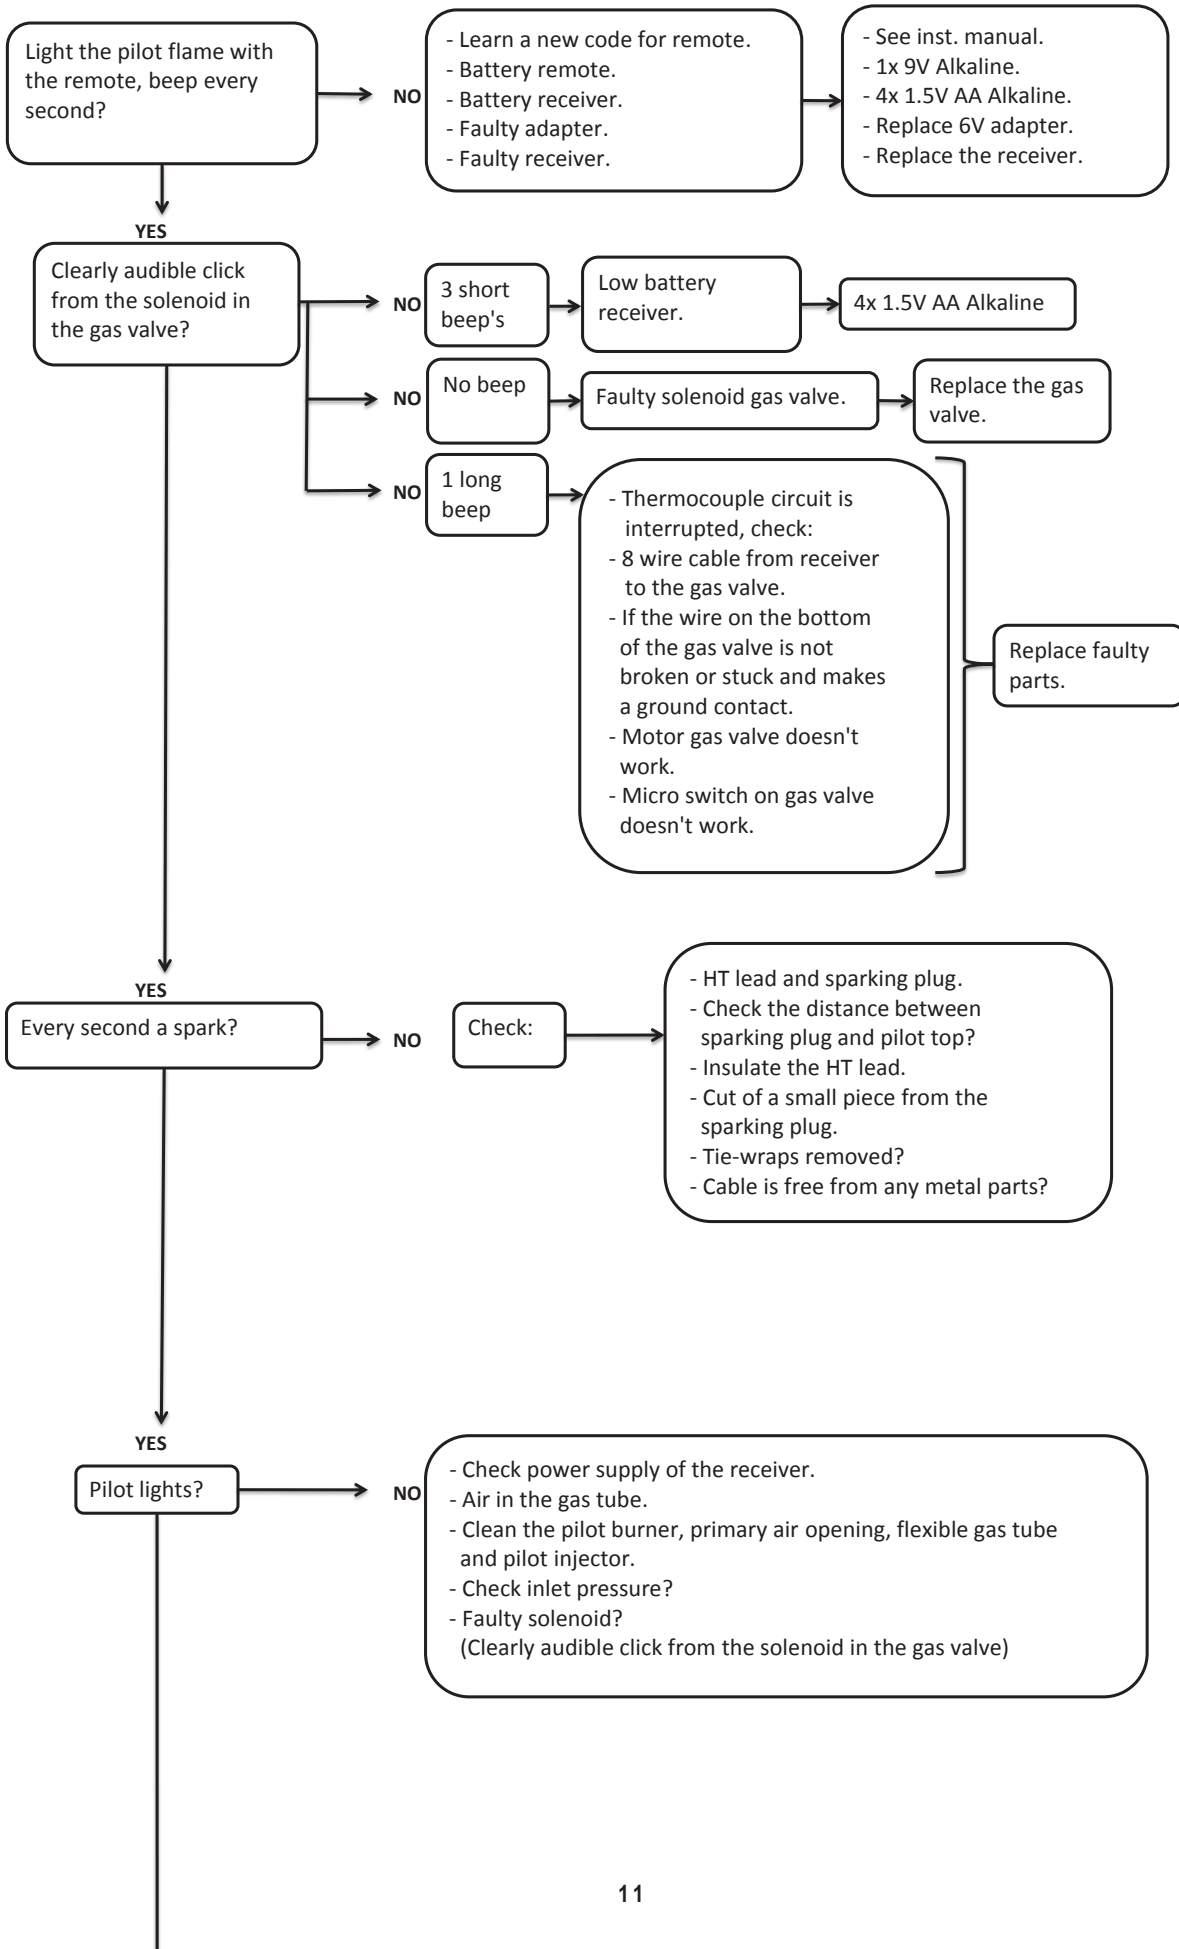 Light the pilot flame with
the remote, beep every
second?
NO
- Learn a new code for remote.
- Battery remote.
- Battery receiver.
- Faulty adapter.
- Faulty receiver.
- See inst. manual.
- 1x 9V Alkaline.
- 4x 1.5V AA Alkaline.
- Replace 6V adapter.
- Replace the receiver.
YES
Clearly audible click
from the solenoid in
the gas valve?
NO
3 short
beep's
Low battery
receiver.
4x 1.5V AA Alkaline
NO
No beep
Faulty solenoid gas valve.
Replace the gas
valve.
NO
1 long
beep
- Thermocouple circuit is
interrupted, check:
- 8 wire cable from receiver
to the gas valve.
- If the wire on the bottom
of the gas valve is not
broken or stuck and makes
a ground contact.
- Motor gas valve doesn't
work.
- Micro switch on gas valve
doesn't work.
Replace faulty
parts.
YES
Every second a spark?
NO
Check:
- HT lead and sparking plug.
- Check the distance between
sparking plug and pilot top?
- Insulate the HT lead.
- Cut of a small piece from the
sparking plug.
- Tie-wraps removed?
- Cable is free from any metal parts?
YES
Pilot lights?
NO
- Check power supply of the receiver.
- Air in the gas tube.
- Clean the pilot burner, primary air opening, flexible gas tube
and pilot injector.
- Check inlet pressure?
- Faulty solenoid?
(Clearly audible click from the solenoid in the gas valve)
11